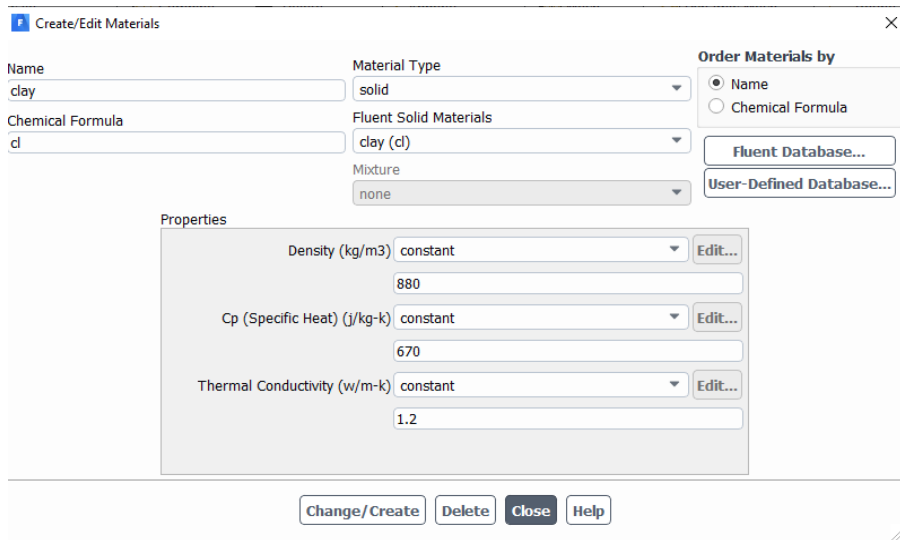 F Create/Edit Materials
Name
clay
Chemical Formula
cl
Material Type
solid
Fluent Solid Materials
clay (cl)
Mixture
none
Order Materials by
Name
Chemical Formula
Fluent Database...
User-Defined Database...
Properties
Density (kg/m3) constant Edit...
880
Cp (Specific Heat) (j/kg-k) constant Edit...
670
Thermal Conductivity (w/m-k) constant Edit...
1.2
Change/Create Delete Close Help